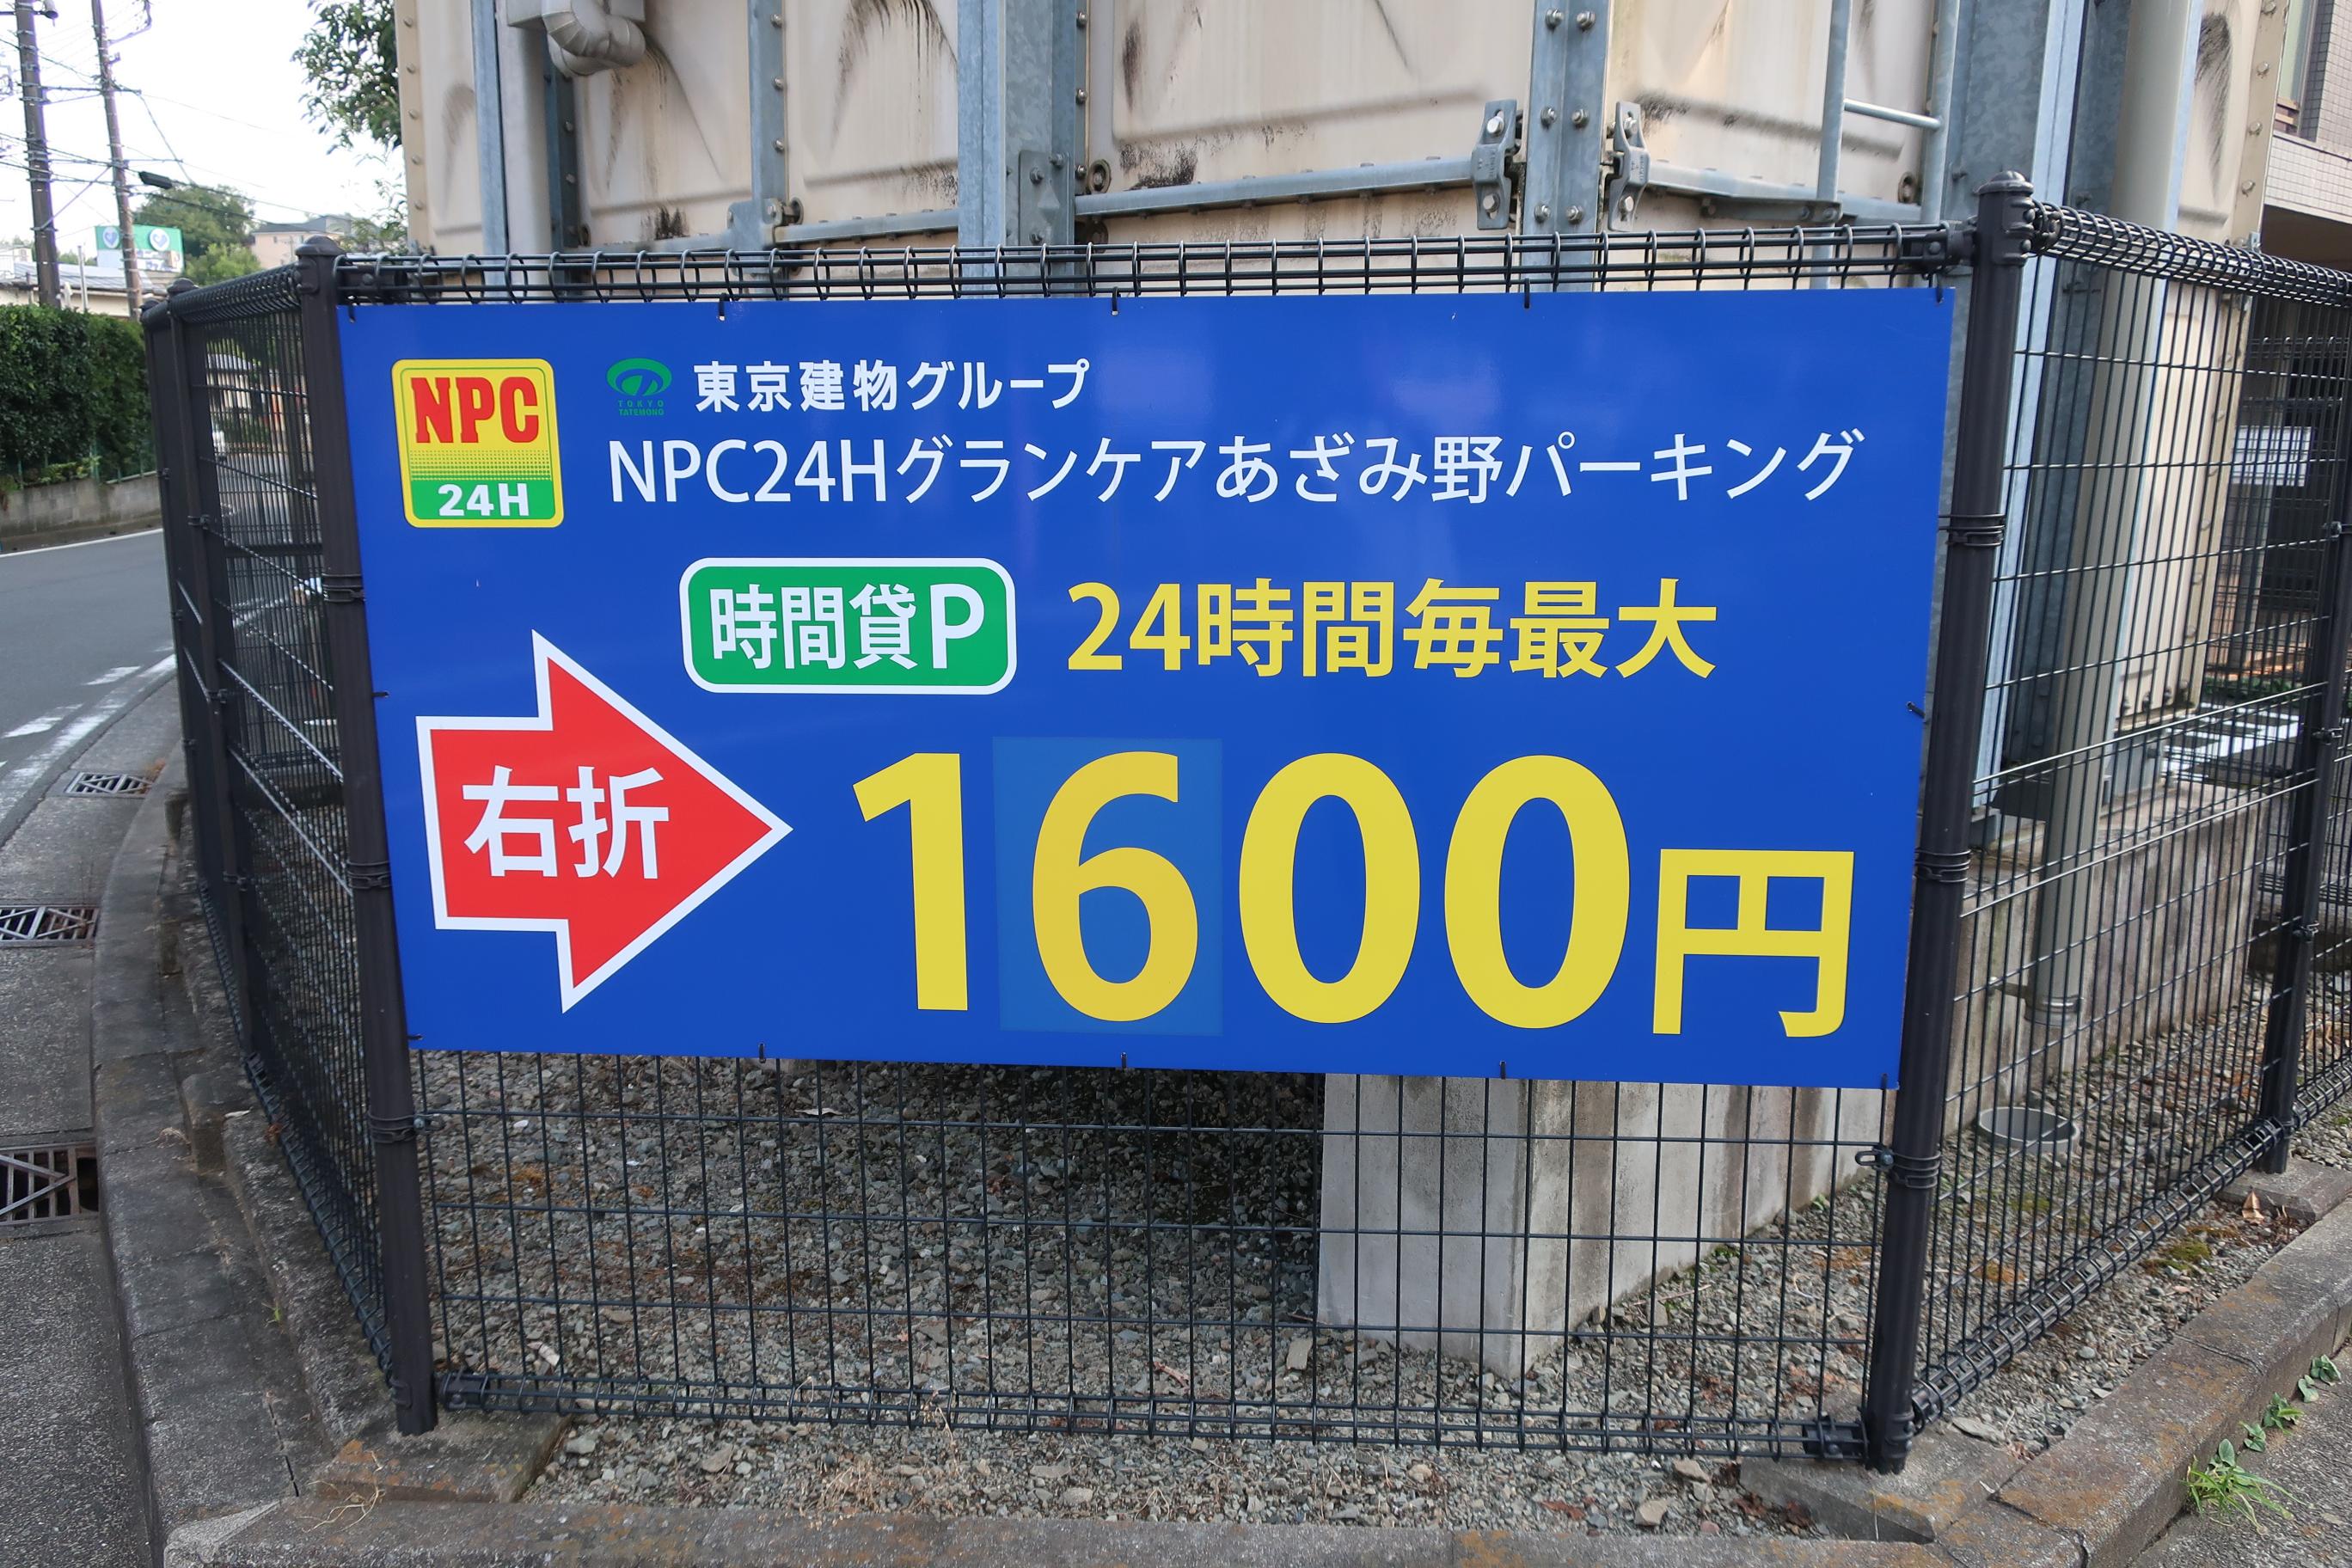 NPC
24H
TOKYO
TATEMONO
東京建物グループ
NPC24Hグランケアあざみ野パーキング
時間貸P
24時間毎最大
右折
1600円